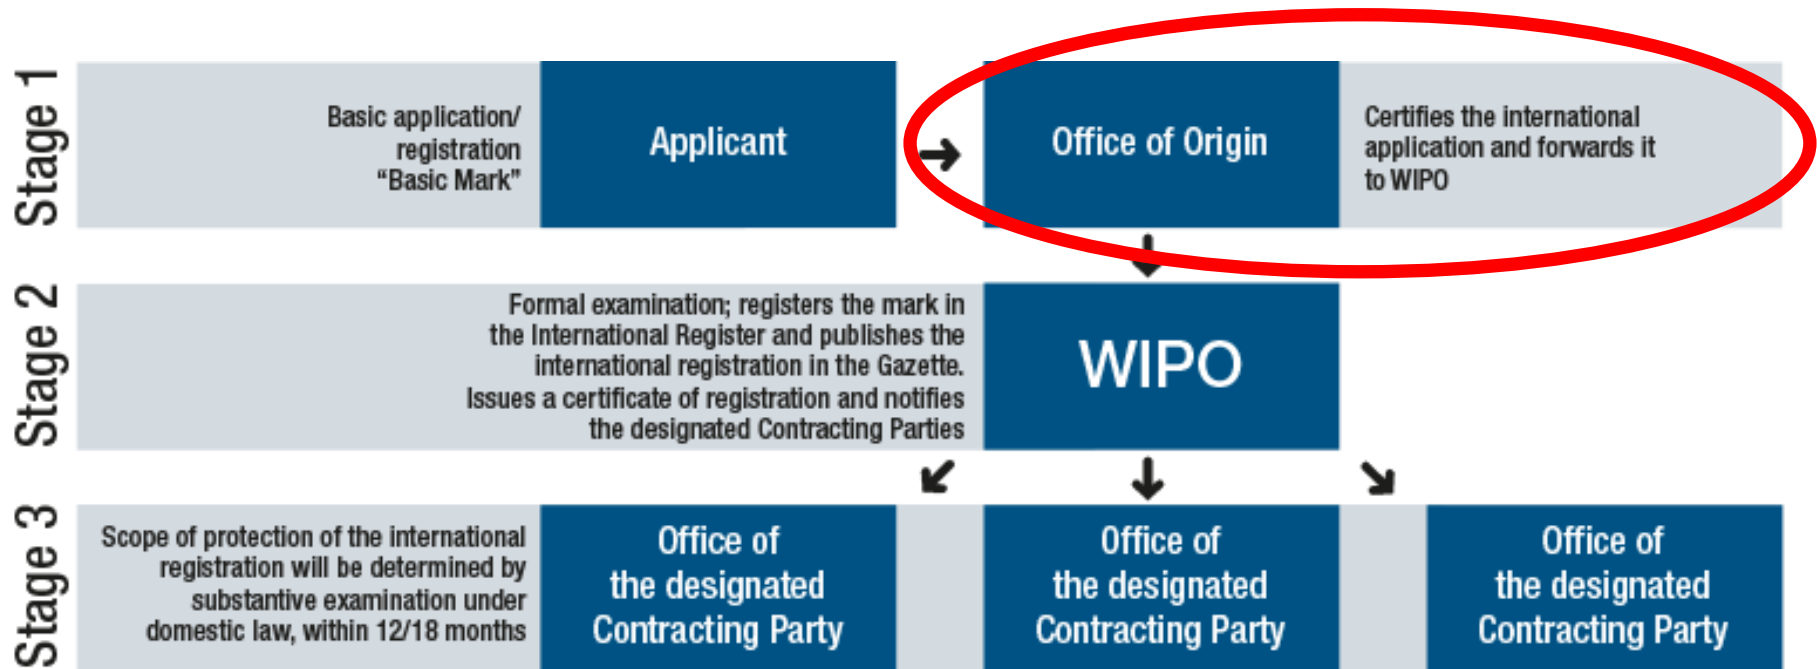 Stage 1
Basic application/
registration
“Basic Mark”
Applicant
Office of Origin
Certifies the international
application and forwards it
to WIPO
Stage 2
Formal examination; registers the mark in
the International Register and publishes the
international registration in the Gazette.
Issues a certificate of registration and notifies
the designated Contracting Parties
WIPO
Stage 3
Scope of protection of the international
registration will be determined by
substantive examination under
domestic law, within 12/18 months
Office of
the designated
Contracting Party
Office of
the designated
Contracting Party
Office of
the designated
Contracting Party